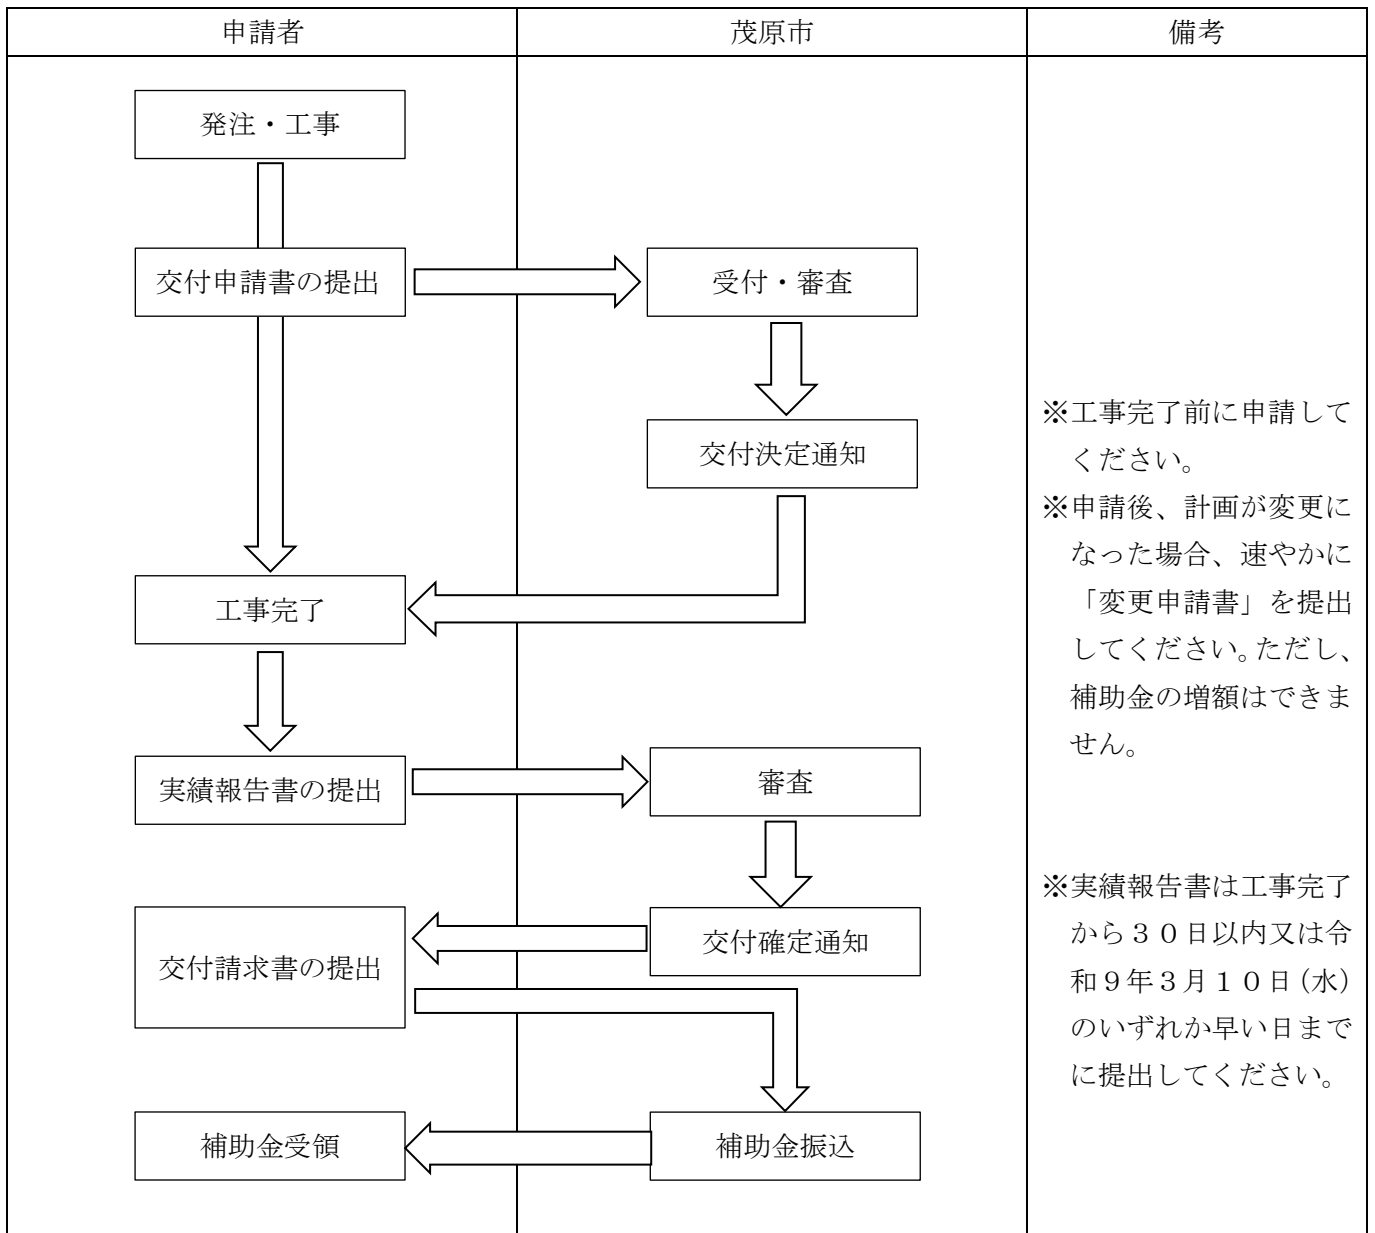 申請者
茂原市
備考
発注・工事
交付申請書の提出
受付・審査
交付決定通知
工事完了
実績報告書の提出
審査
交付確定通知
交付請求書の提出
補助金受領
補助金振込
※工事完了前に申請して
ください。
※申請後、計画が変更に
なった場合、速やかに
「変更申請書」を提出
してください。ただし、
補助金の増額はできま
せん。
※実績報告書は工事完了
から３０日以内又は令
和９年３月１０日（水）
のいずれか早い日まで
に提出してください。